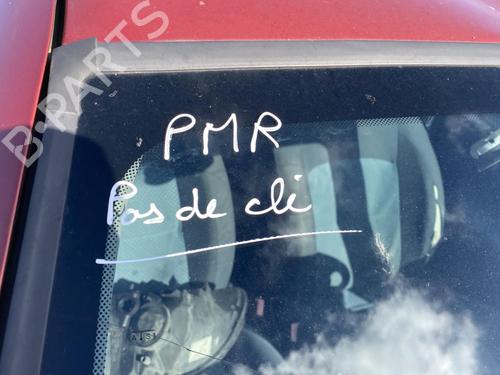 B-PARTS
PMR
Pas de clé